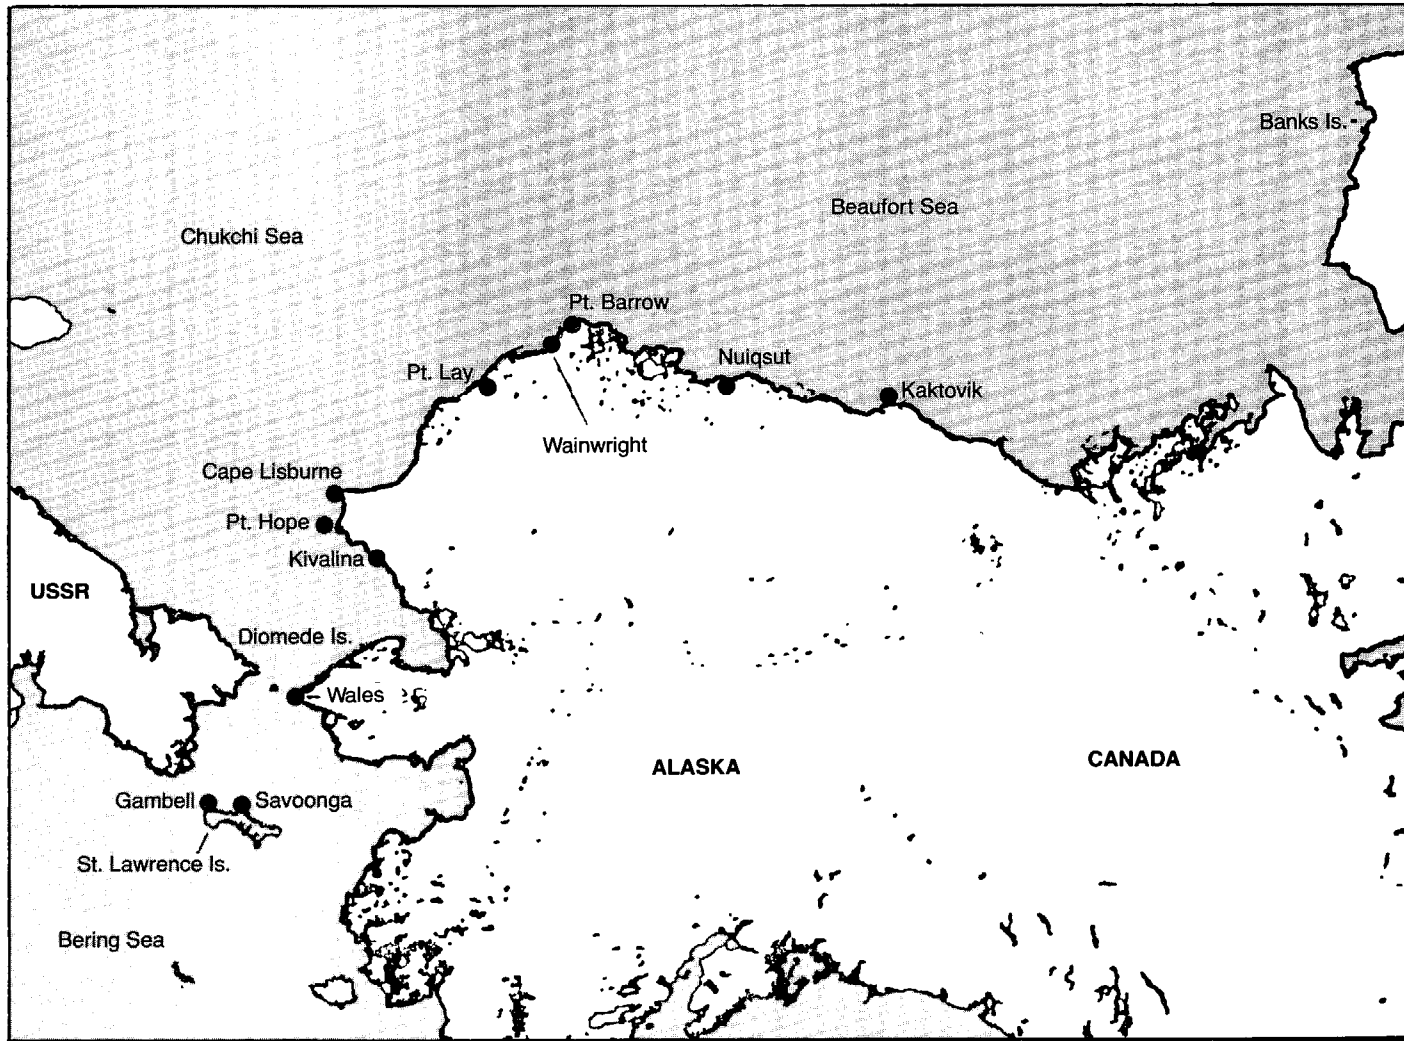 Banks Is.
Beaufort Sea
Chukchi Sea
Pt. Barrow
Nuiqsut
Pt. Lay
Kaktovik
Wainwright
Cape Lisburne
Pt. Hope
Kivalina
USSR
Diomede Is.
Wales
ALASKA
CANADA
Gambell
Savoonga
St. Lawrence Is.
Bering Sea